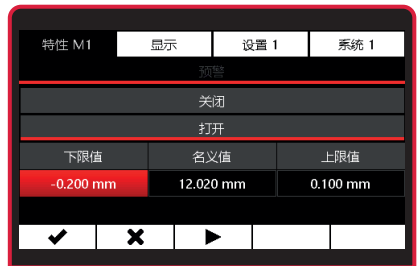 特性 M1 显示 设置 1 系统 1
预警
关闭
打开
下限值 名义值 上限值
-0.200 mm 12.020 mm 0.100 mm